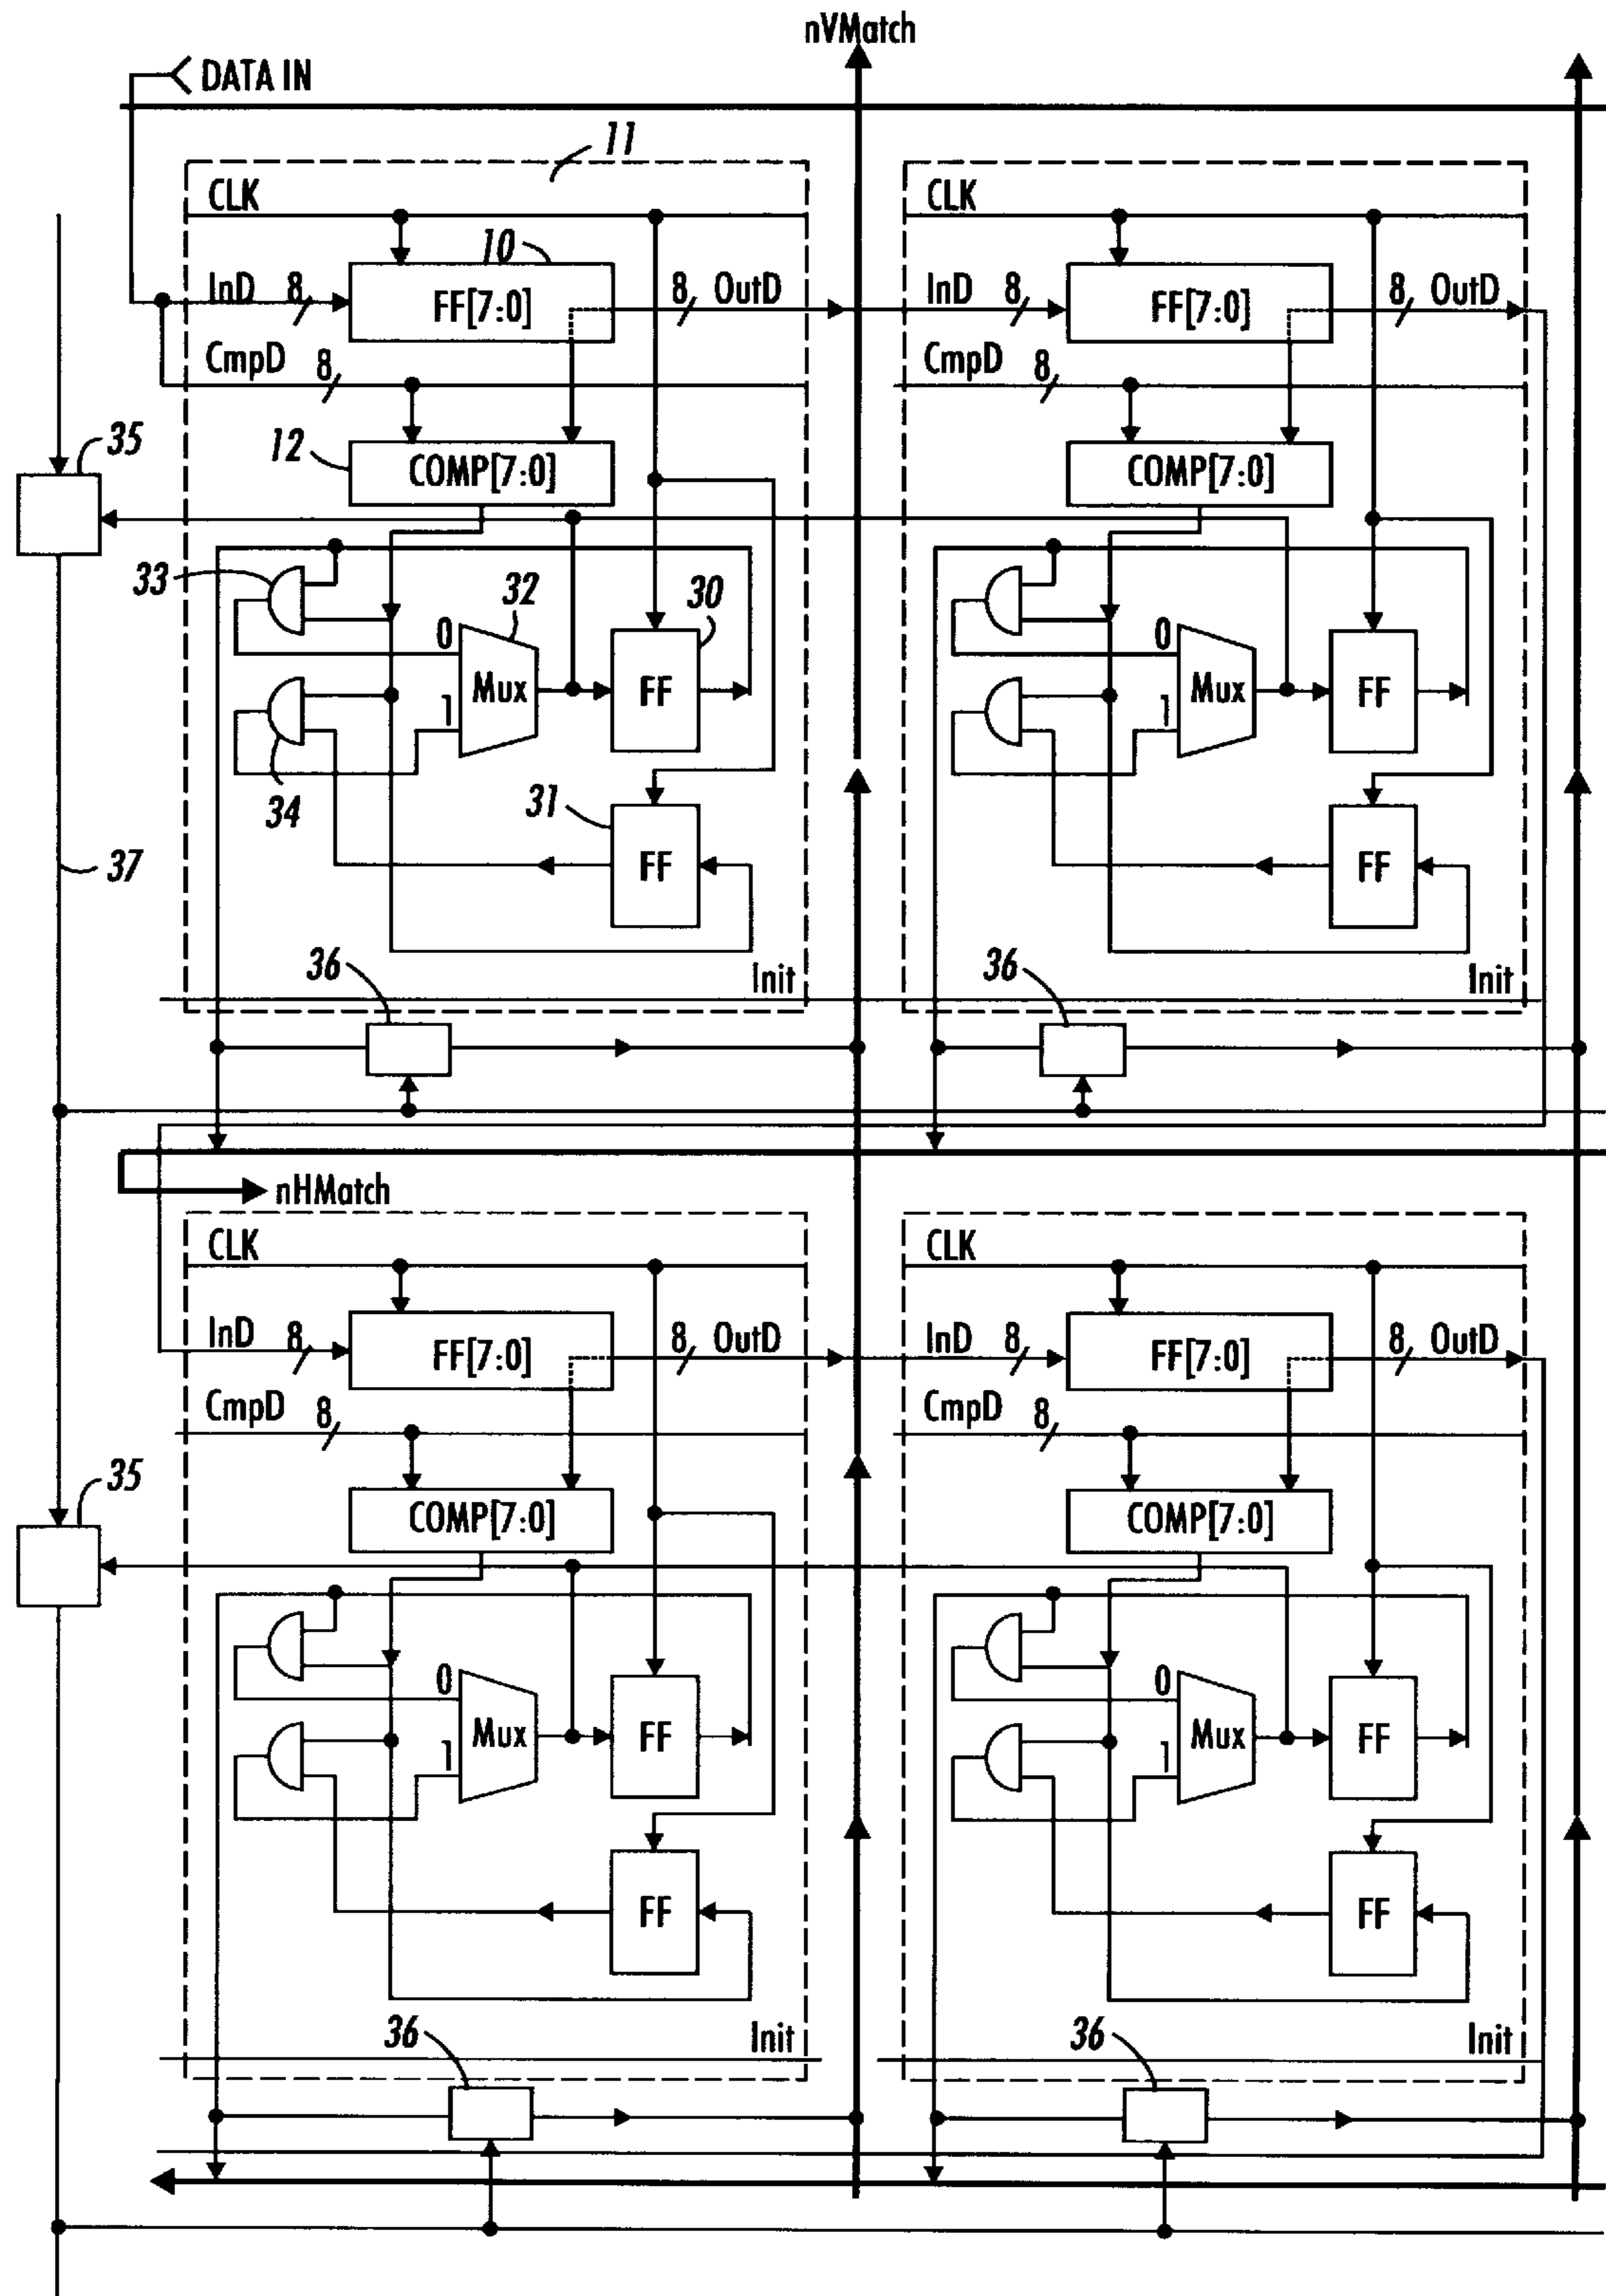 nVMatch
DATA IN
11
CLK
CLK
10
InD 8 FF[7:0] 8 OutD
InD 8 FF[7:0] 8 OutD
CmpD 8
CmpD 8
35
12 COMP[7:0]
COMP[7:0]
33
32
30
0
0
Mux FF
Mux FF
1
1
34
31
FF
FF
37
36
Init
36
Init
nHMatch
CLK
CLK
InD 8 FF[7:0] 8 OutD
InD 8 FF[7:0] 8 OutD
CmpD 8
CmpD 8
35
COMP[7:0]
COMP[7:0]
0
0
Mux FF
Mux FF
1
1
FF
FF
36
Init
36
Init